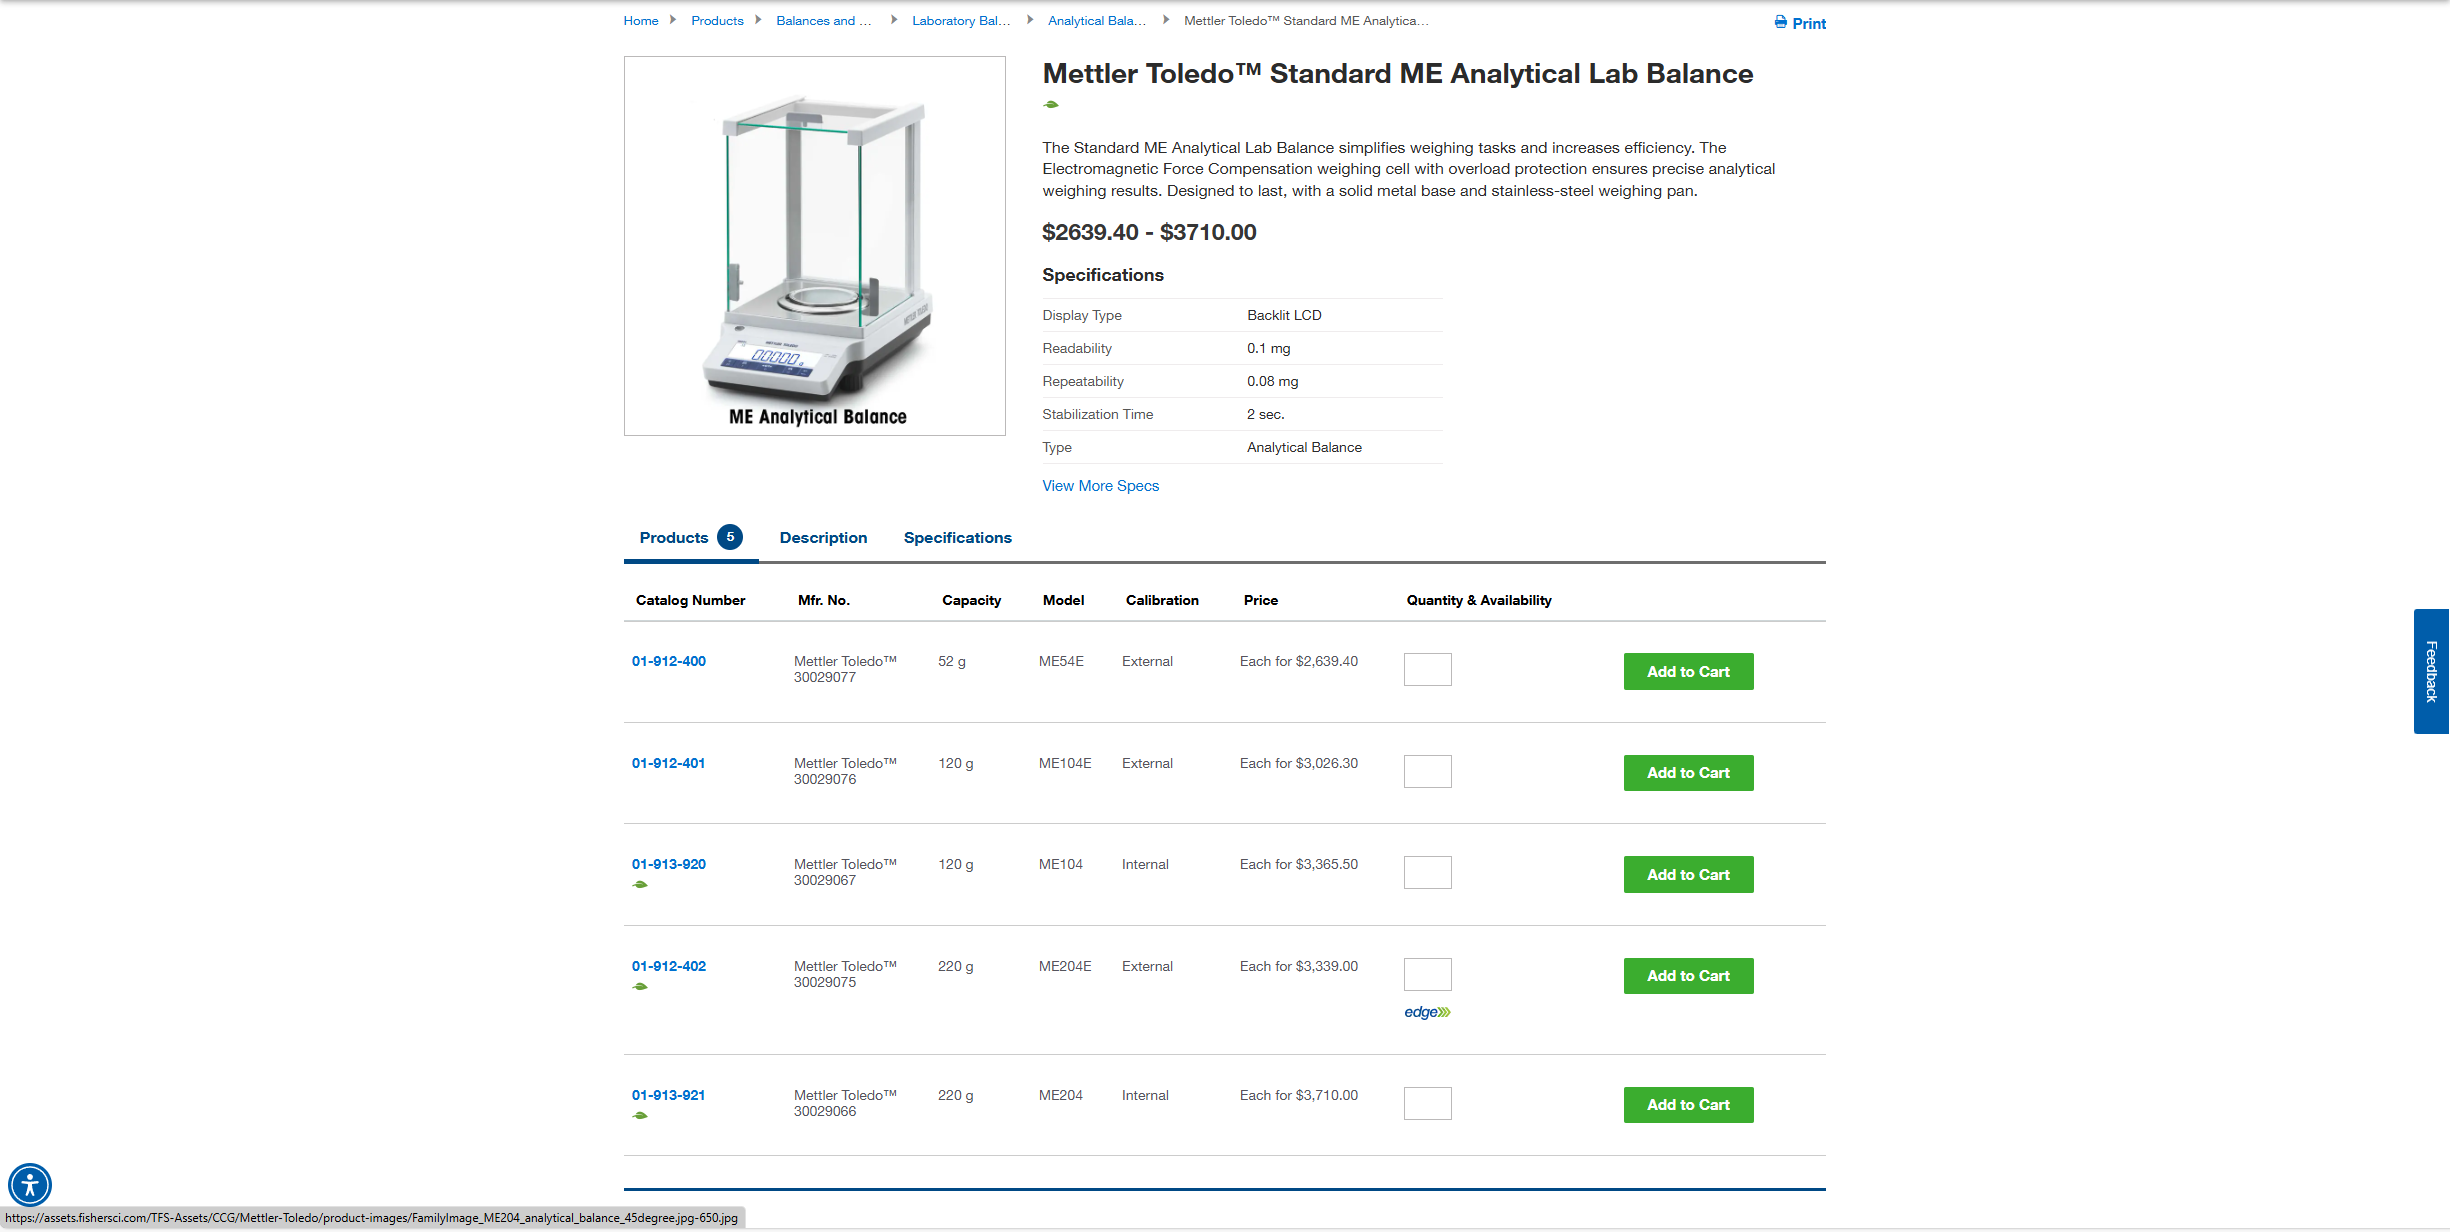 Home Products Balances and ... Laboratory Bal... Analytical Bala... Mettler Toledo™ Standard ME Analytica...
Print
Mettler Toledo™ Standard ME Analytical Lab Balance
The Standard ME Analytical Lab Balance simplifies weighing tasks and increases efficiency. The
Electromagnetic Force Compensation weighing cell with overload protection ensures precise analytical
weighing results. Designed to last, with a solid metal base and stainless-steel weighing pan.
$2639.40 - $3710.00
Specifications
Display Type Backlit LCD
Readability 0.1 mg
Repeatability 0.08 mg
Stabilization Time 2 sec.
Type Analytical Balance
View More Specs
METTLER TOLEDO
METTLER TOLEDO
ME Analytical Balance
Products 5 Description Specifications
Catalog Number Mfr. No. Capacity Model Calibration Price Quantity & Availability
01-912-400 Mettler Toledo™ 52 g ME54E External Each for $2,639.40 Add to Cart
30029077
01-912-401 Mettler Toledo™ 120 g ME104E External Each for $3,026.30 Add to Cart
30029076
01-913-920 Mettler Toledo™ 120 g ME104 Internal Each for $3,365.50 Add to Cart
30029067
01-912-402 Mettler Toledo™ 220 g ME204E External Each for $3,339.00 Add to Cart
30029075
edge
01-913-921 Mettler Toledo™ 220 g ME204 Internal Each for $3,710.00 Add to Cart
30029066
Feedback
https://assets.fishersci.com/TFS-Assets/CCG/Mettler-Toledo/product-images/FamilyImage_ME204_analytical_balance_45degree.jpg-650.jpg